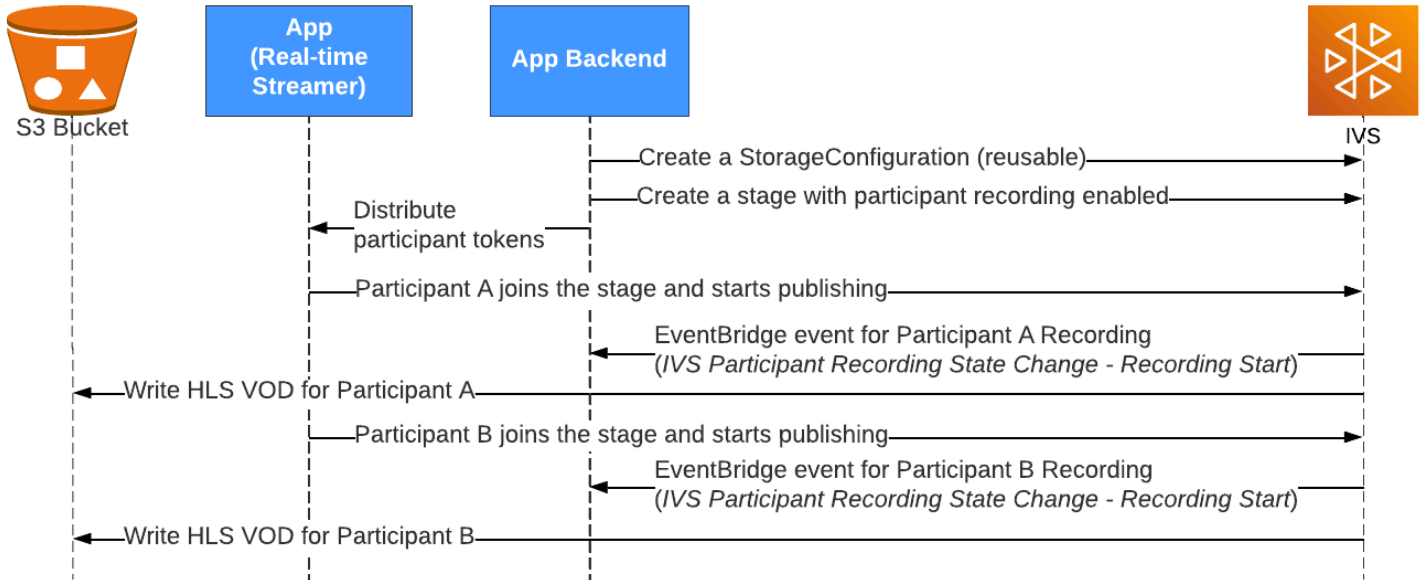 App
(Real-time
Streamer)
App Backend
S3 Bucket
IVS
Create a StorageConfiguration (reusable)
Create a stage with participant recording enabled
Distribute
participant tokens
Participant A joins the stage and starts publishing
EventBridge event for Participant A Recording
(IVS Participant Recording State Change - Recording Start)
Write HLS VOD for Participant A
Participant B joins the stage and starts publishing
EventBridge event for Participant B Recording
(IVS Participant Recording State Change - Recording Start)
Write HLS VOD for Participant B